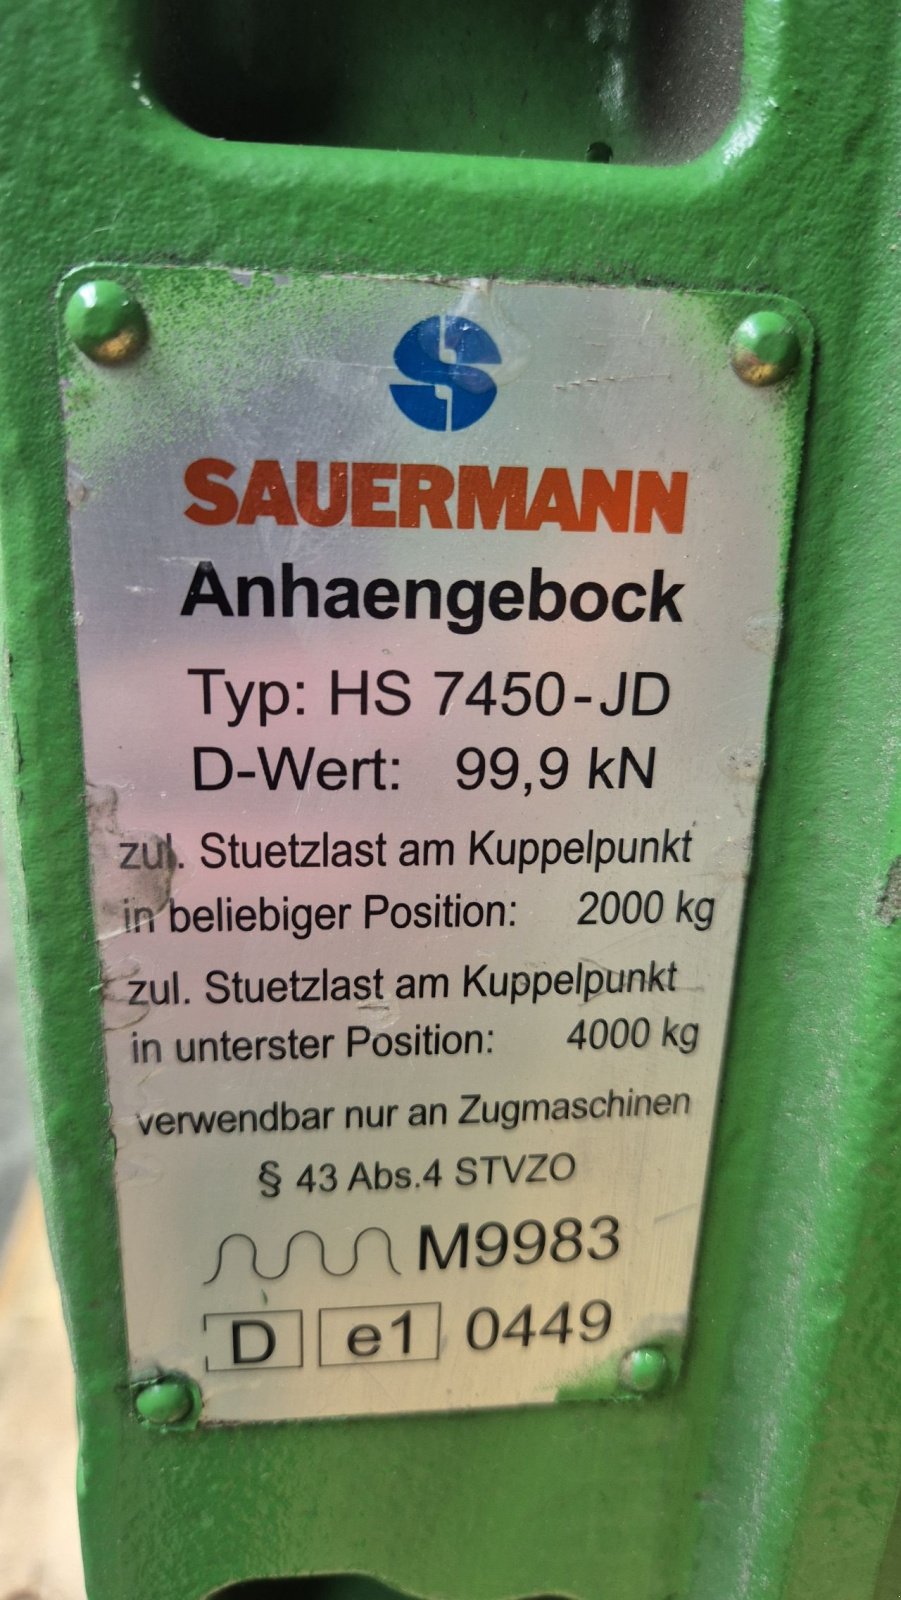 SAUERMANN
Anhaengebock
Typ: HS 7450-JD
D-Wert: 99,9 kN
zul. Stuetzlast am Kuppelpunkt
in beliebiger Position: 2000 kg
zul. Stuetzlast am Kuppelpunkt
in unterster Position: 4000 kg
verwendbar nur an Zugmaschinen
§ 43 Abs.4 STVZO
M9983
D e1 0449